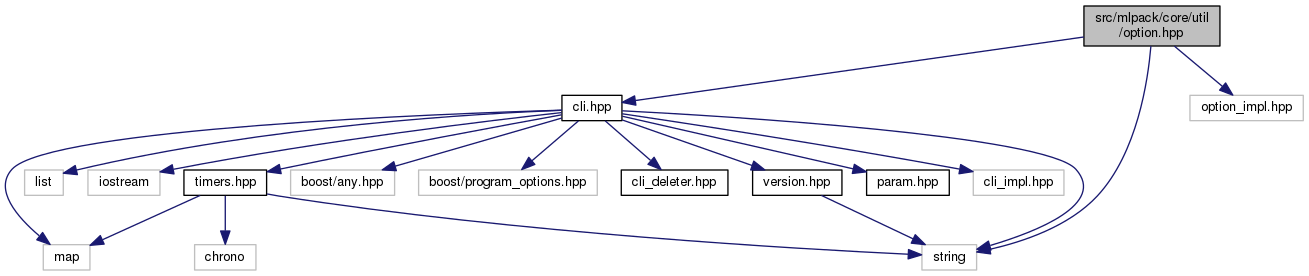 src/mlpack/core/util
/option.hpp
cli.hpp
option_impl.hpp
list
iostream
timers.hpp
boost/any.hpp
boost/program_options.hpp
cli_deleter.hpp
version.hpp
param.hpp
cli_impl.hpp
map
chrono
string